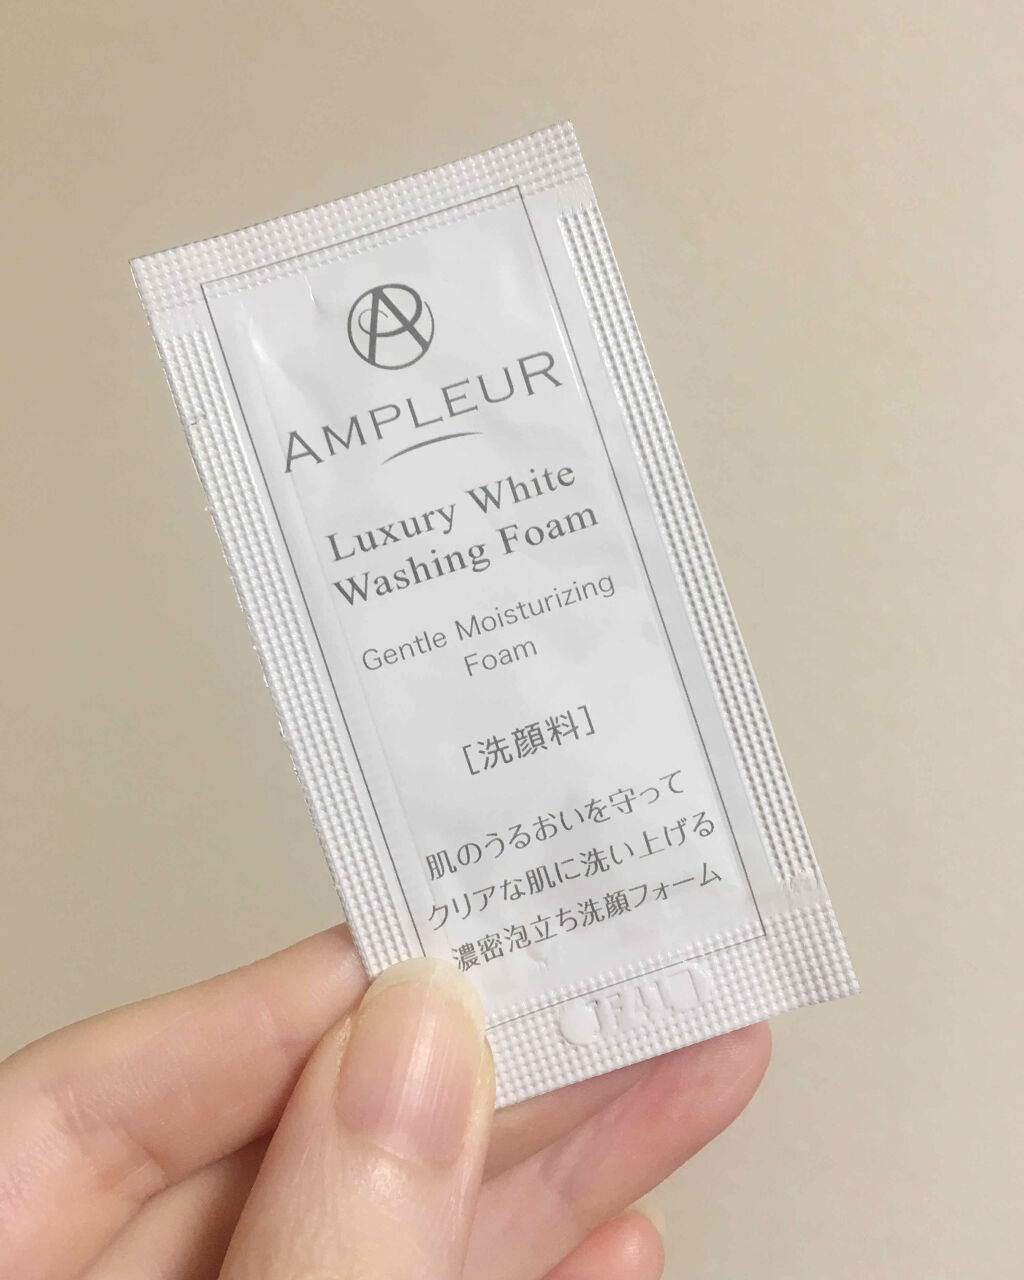 AMPLEUR
Luxury White
Washing Foam
Gentle Moisturizing
Foam
[洗顔料]
肌のうるおいを守って
クリアな肌に洗い上げる
濃密泡立ち洗顔フォーム